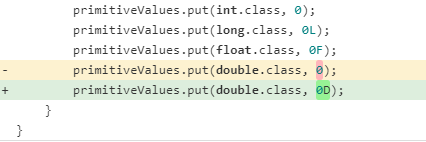 primitiveValues.put(int.class, 0);
primitiveValues.put(long.class, 0L);
primitiveValues.put(float.class, 0F);
- primitiveValues.put(double.class, 0);
+ primitiveValues.put(double.class, 0D);
}
}